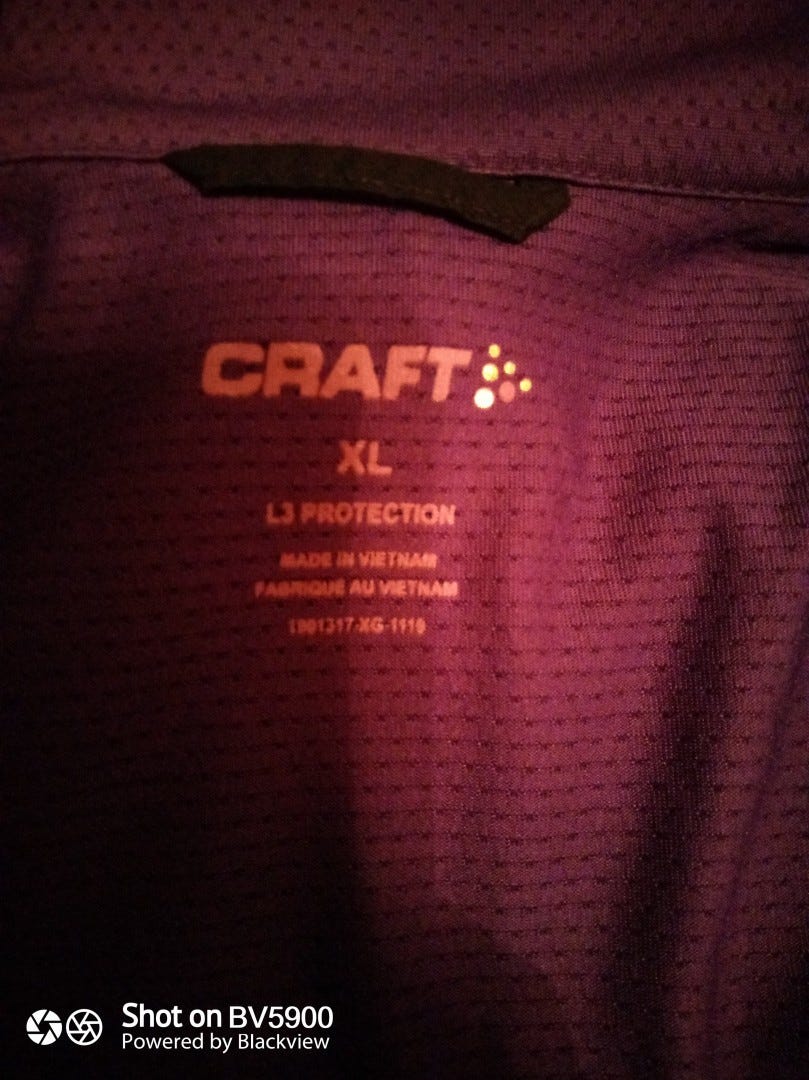 CRAFT
XL
L3 PROTECTION
MADE IN VIETNAM
FABRIQUÉ AU VIETNAM
1901317-XG-1119
Shot on BV5900
Powered by Blackview